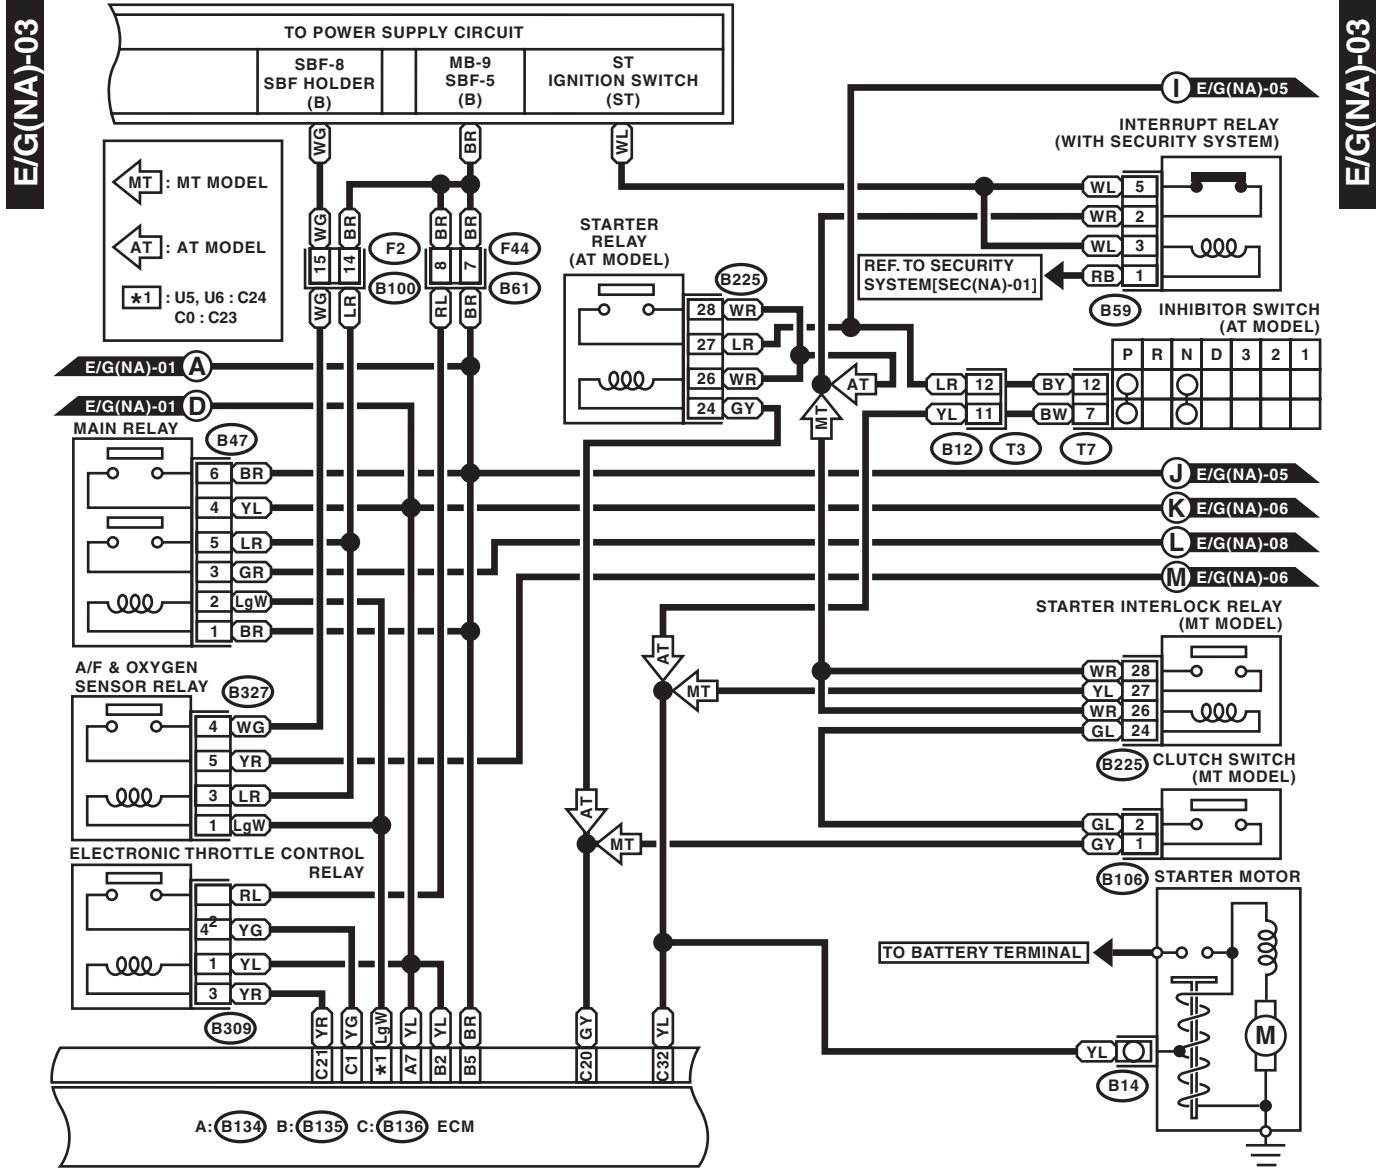 E/G(NA)-03
E/G(NA)-03
TO POWER SUPPLY CIRCUIT
SBF-8
SBF HOLDER
(B)
MB-9
SBF-5
(B)
ST
IGNITION SWITCH
(ST)
WG
BR
WL
MT : MT MODEL
AT : AT MODEL
*1 : U5, U6 : C24
C0 : C23
WG
BR
BR
BR
15
14
8
7
F2
F44
B100
B61
WG
LR
RL
BR
I E/G(NA)-05
INTERRUPT RELAY
(WITH SECURITY SYSTEM)
WL 5
WR 2
WL 3
RB 1
B59
REF. TO SECURITY
SYSTEM[SEC(NA)-01]
STARTER
RELAY
(AT MODEL)
B225
28 WR
27 LR
26 WR
24 GY
AT
MT
INHIBITOR SWITCH
(AT MODEL)
P R N D 3 2 1
LR 12
BY 12
YL 11
BW 7
B12
T3
T7
E/G(NA)-01 A
E/G(NA)-01 D
MAIN RELAY
B47
6 BR
4 YL
5 LR
3 GR
2 LgW
1 BR
J E/G(NA)-05
K E/G(NA)-06
L E/G(NA)-08
M E/G(NA)-06
STARTER INTERLOCK RELAY
(MT MODEL)
WR 28
YL 27
WR 26
GL 24
B225
AT
MT
A/F & OXYGEN
SENSOR RELAY
B327
4 WG
5 YR
3 LR
1 LgW
CLUTCH SWITCH
(MT MODEL)
GL 2
GY 1
B106
AT
MT
ELECTRONIC THROTTLE CONTROL
RELAY
RL
42 YG
1 YL
3 YR
B309
STARTER MOTOR
TO BATTERY TERMINAL
M
YL
B14
YR
YG
LgW
YL
YL
BR
GY
YL
C21
C1
*1
A7
B2
B5
C20
C32
A: B134 B: B135 C: B136 ECM